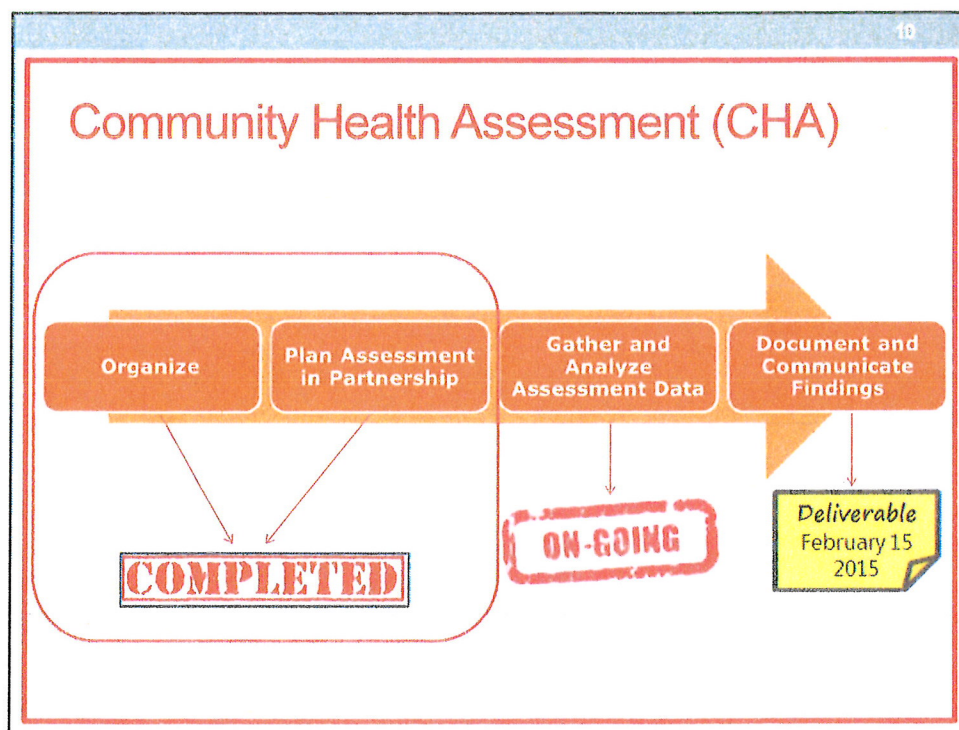 10
Community Health Assessment (CHA)
Organize
Plan Assessment
in Partnership
Gather and
Analyze
Assessment Data
Document and
Communicate
Findings
COMPLETED
ON-GOING
Deliverable
February 15
2015